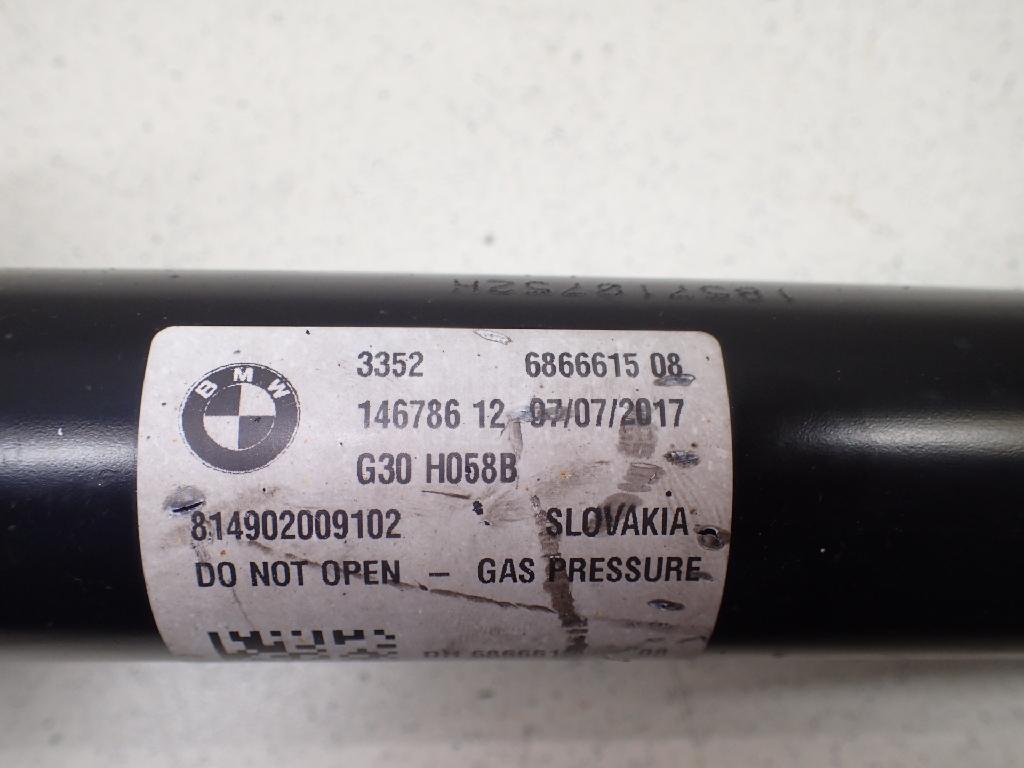 BMW
3352 6866615 08
146786 12 07/07/2017
G30 H058B
814902009102 SLOVAKIA
DO NOT OPEN – GAS PRESSURE